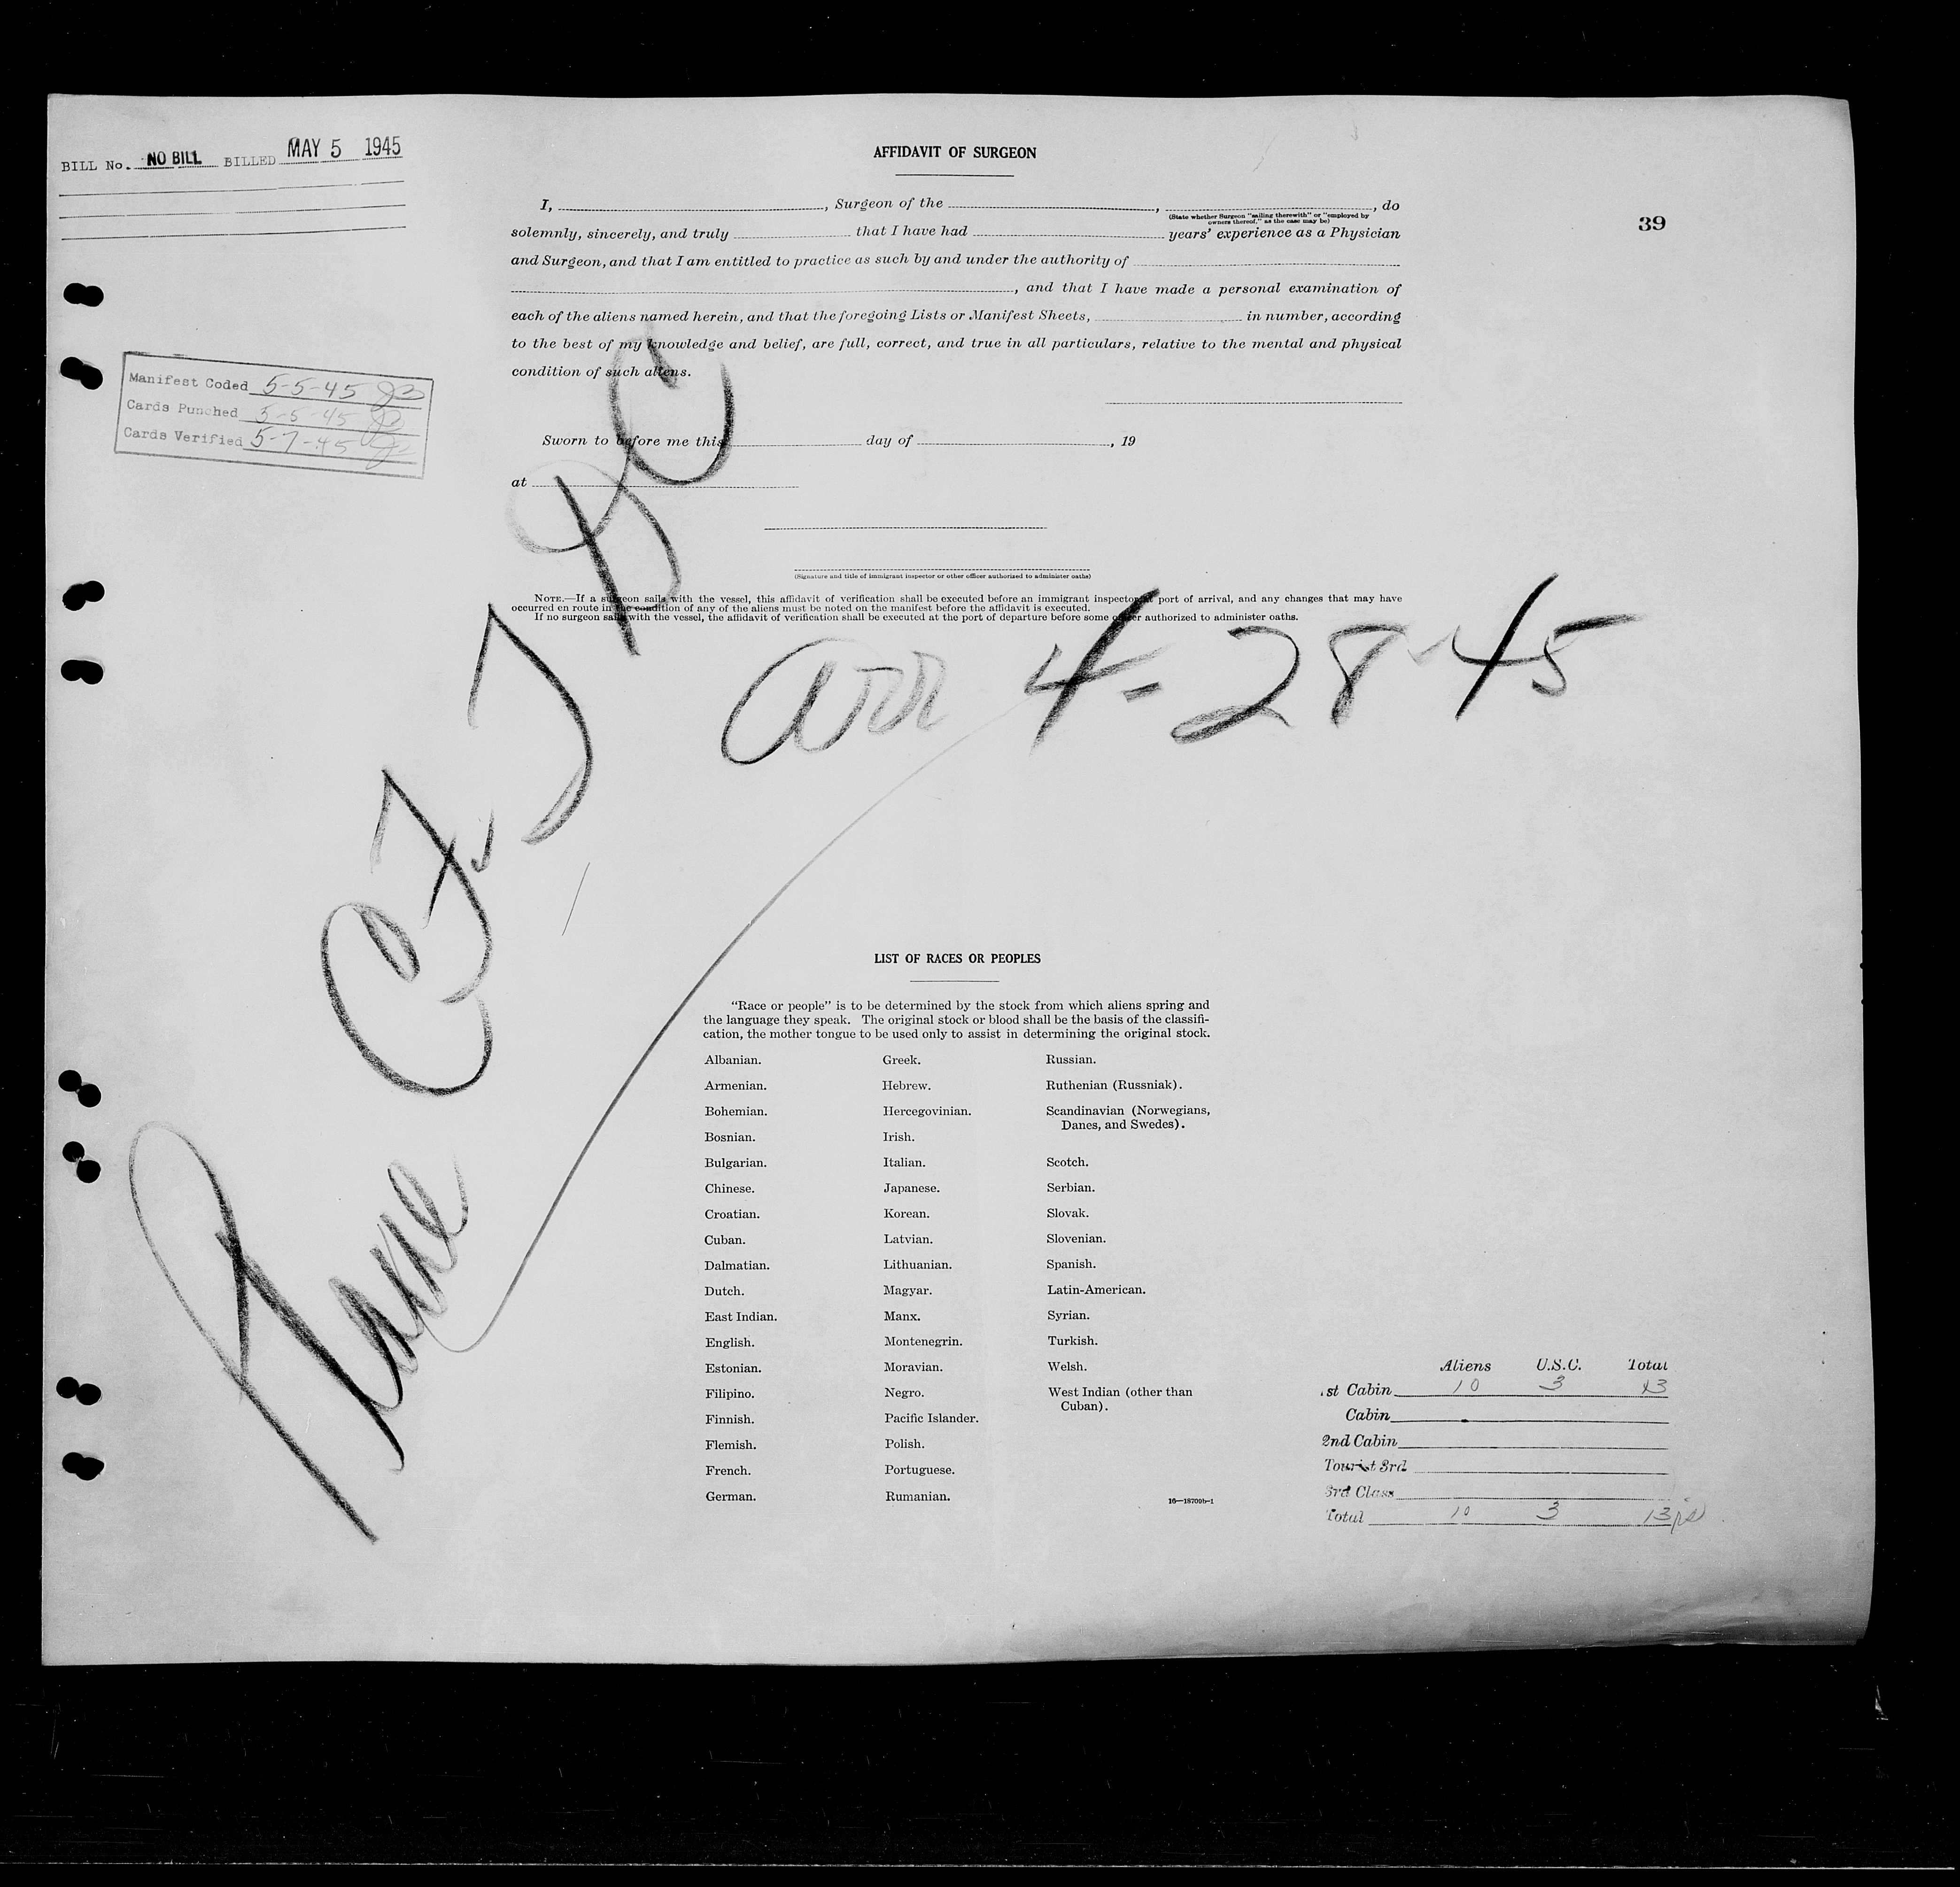 BILL No. NO BILL BILLED MAY 5 1945
AFFIDAVIT OF SURGEON
39
I, , Surgeon of the , , do
(State whether Surgeon "sailing therewith" or "employed by
owners thereof," as the case may be)
solemnly, sincerely, and truly that I have had years' experience as a Physician
and Surgeon, and that I am entitled to practice as such by and under the authority of
, and that I have made a personal examination of
each of the aliens named herein, and that the foregoing Lists or Manifest Sheets, in number, according
to the best of my knowledge and belief, are full, correct, and true in all particulars, relative to the mental and physical
condition of such aliens.
Manifest Coded 5-5-45
Cards Punched 5-5-45
Cards Verified 5-7-45
Sworn to before me this day of , 19
at
(Signature and title of immigrant inspector or other officer authorized to administer oaths)
NOTE.—If a surgeon sails with the vessel, this affidavit of verification shall be executed before an immigrant inspector at port of arrival, and any changes that may have
occurred en route in the condition of any of the aliens must be noted on the manifest before the affidavit is executed.
If no surgeon sails with the vessel, the affidavit of verification shall be executed at the port of departure before some officer authorized to administer oaths.
arr 4-28-45
Plane
LIST OF RACES OR PEOPLES
"Race or people" is to be determined by the stock from which aliens spring and
the language they speak. The original stock or blood shall be the basis of the classifi-
cation, the mother tongue to be used only to assist in determining the original stock.
Albanian.
Armenian.
Bohemian.
Bosnian.
Bulgarian.
Chinese.
Croatian.
Cuban.
Dalmatian.
Dutch.
East Indian.
English.
Estonian.
Filipino.
Finnish.
Flemish.
French.
German.
Greek.
Hebrew.
Hercegovinian.
Irish.
Italian.
Japanese.
Korean.
Latvian.
Lithuanian.
Magyar.
Manx.
Montenegrin.
Moravian.
Negro.
Pacific Islander.
Polish.
Portuguese.
Rumanian.
Russian.
Ruthenian (Russniak).
Scandinavian (Norwegians,
Danes, and Swedes).
Scotch.
Serbian.
Slovak.
Slovenian.
Spanish.
Latin-American.
Syrian.
Turkish.
Welsh.
West Indian (other than
Cuban).
16—18709b-1
Aliens U.S.C. Total
1st Cabin 10 3 13
Cabin
2nd Cabin
Tourist 3rd
3rd Class
Total 10 3 13